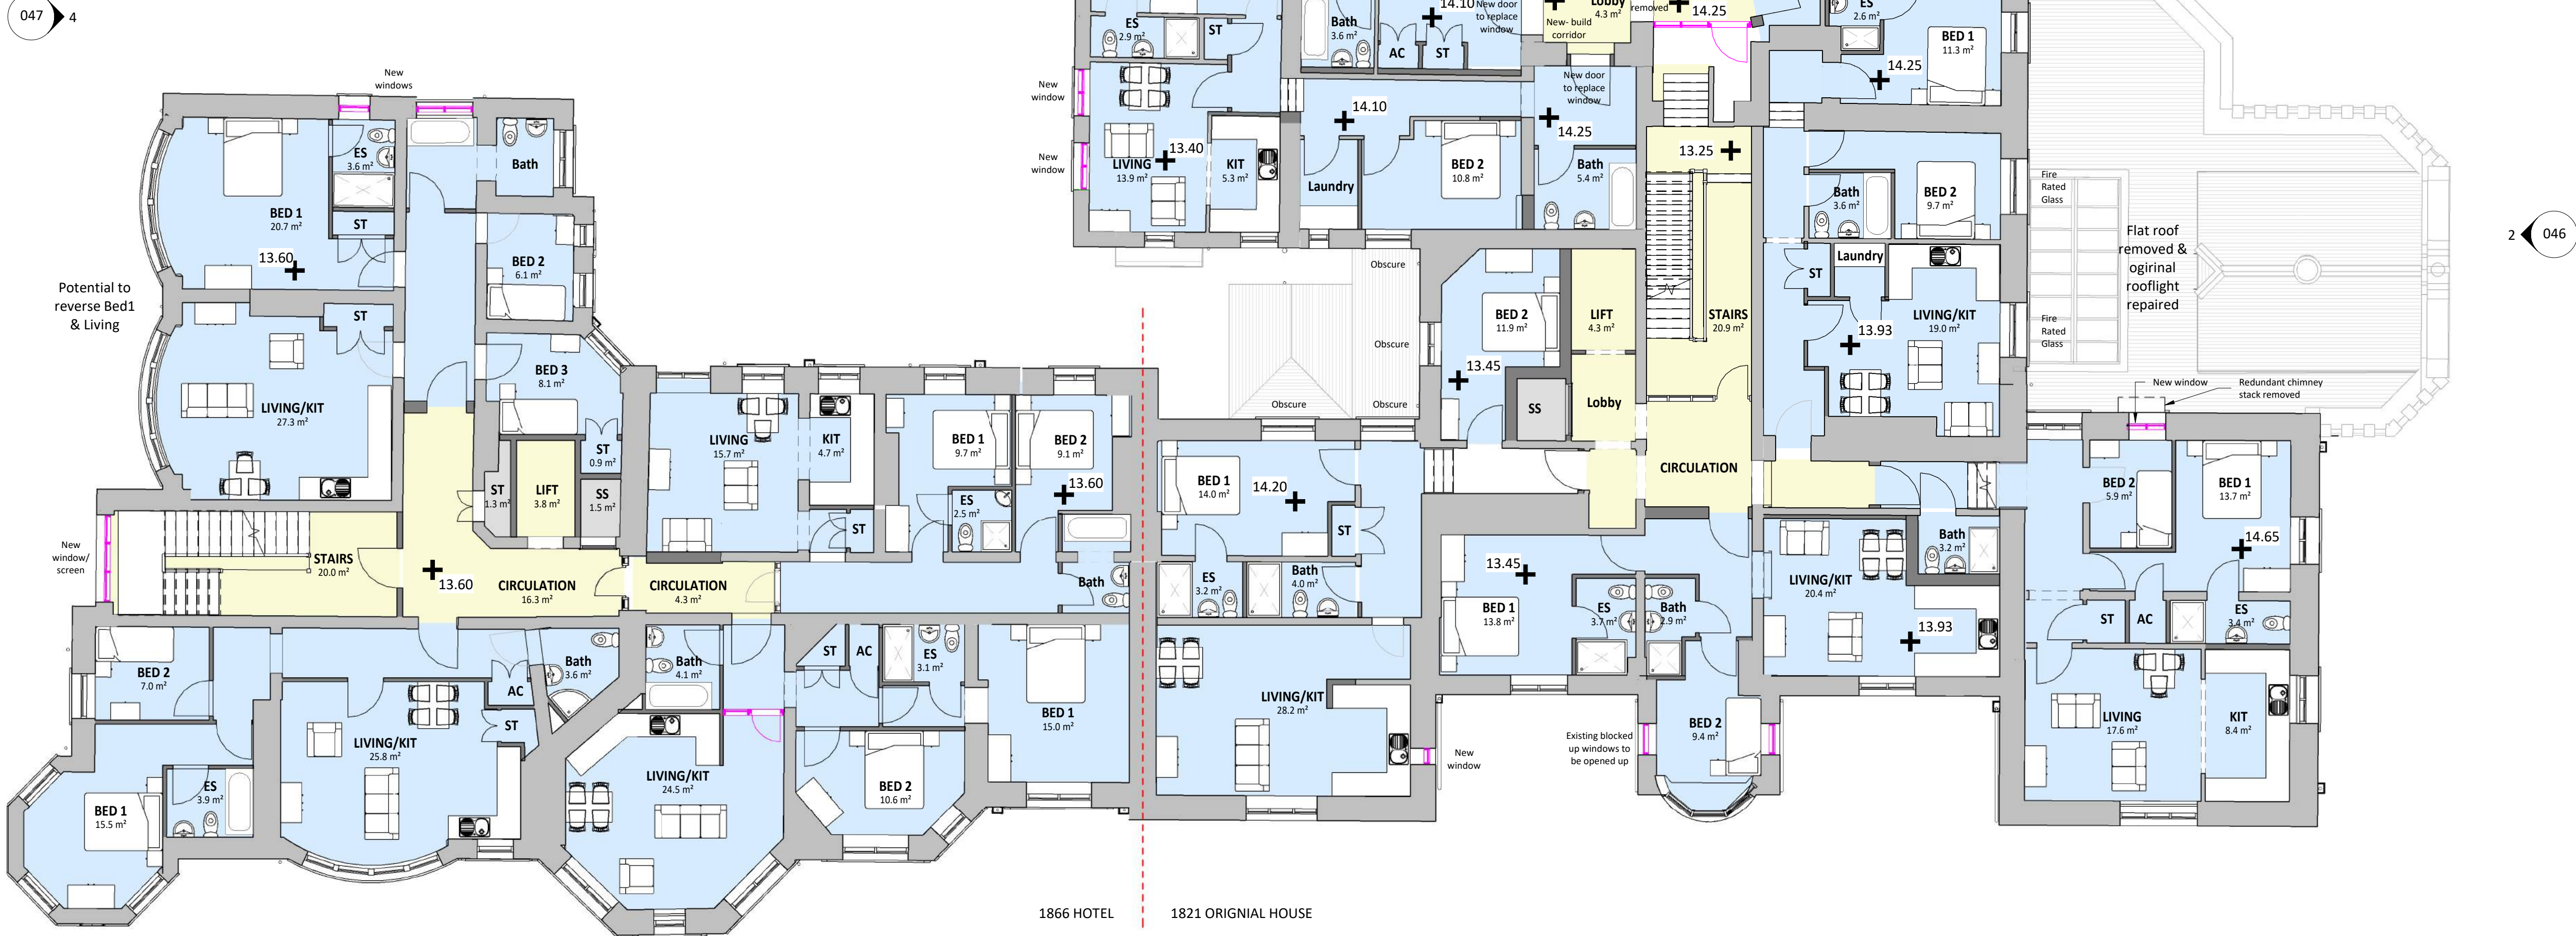 047
4
ES
2.9 m²
ST
Bath
3.6 m²
AC
ST
14.10
New door
to replace
window
New- build
corridor
Lobby
4.3 m²
removed
14.25
ES
2.6 m²
BED 1
11.3 m²
14.25
New
windows
New
window
New
window
LIVING
13.9 m²
13.40
KIT
5.3 m²
14.10
Laundry
BED 2
10.8 m²
New door
to replace
window
14.25
Bath
5.4 m²
13.25
Bath
3.6 m²
BED 2
9.7 m²
Fire
Rated
Glass
Flat roof
removed &
ogirinal
rooflight
repaired
Fire
Rated
Glass
2
046
BED 1
20.7 m²
13.60
ES
3.6 m²
ST
Bath
BED 2
6.1 m²
Potential to
reverse Bed1
& Living
ST
LIVING/KIT
27.3 m²
BED 3
8.1 m²
ST
0.9 m²
ST
1.3 m²
LIFT
3.8 m²
SS
1.5 m²
New
window/
screen
STAIRS
20.0 m²
13.60
CIRCULATION
16.3 m²
CIRCULATION
4.3 m²
LIVING
15.7 m²
KIT
4.7 m²
ST
BED 1
9.7 m²
ES
2.5 m²
BED 2
9.1 m²
13.60
Bath
Obscure
Obscure
Obscure
Obscure
BED 2
11.9 m²
13.45
LIFT
4.3 m²
SS
Lobby
STAIRS
20.9 m²
CIRCULATION
ST
Laundry
13.93
LIVING/KIT
19.0 m²
New window
Redundant chimney
stack removed
BED 1
14.0 m²
14.20
ST
ES
3.2 m²
Bath
4.0 m²
13.45
BED 1
13.8 m²
ES
3.7 m²
Bath
2.9 m²
LIVING/KIT
20.4 m²
Bath
3.2 m²
13.93
BED 2
5.9 m²
BED 1
13.7 m²
14.65
ST
AC
ES
3.4 m²
LIVING
17.6 m²
KIT
8.4 m²
BED 2
7.0 m²
BED 1
15.5 m²
ES
3.9 m²
LIVING/KIT
25.8 m²
AC
ST
Bath
3.6 m²
Bath
4.1 m²
LIVING/KIT
24.5 m²
ST
AC
ES
3.1 m²
BED 2
10.6 m²
BED 1
15.0 m²
LIVING/KIT
28.2 m²
New
window
Existing blocked
up windows to
be opened up
BED 2
9.4 m²
1866 HOTEL
1821 ORIGNIAL HOUSE